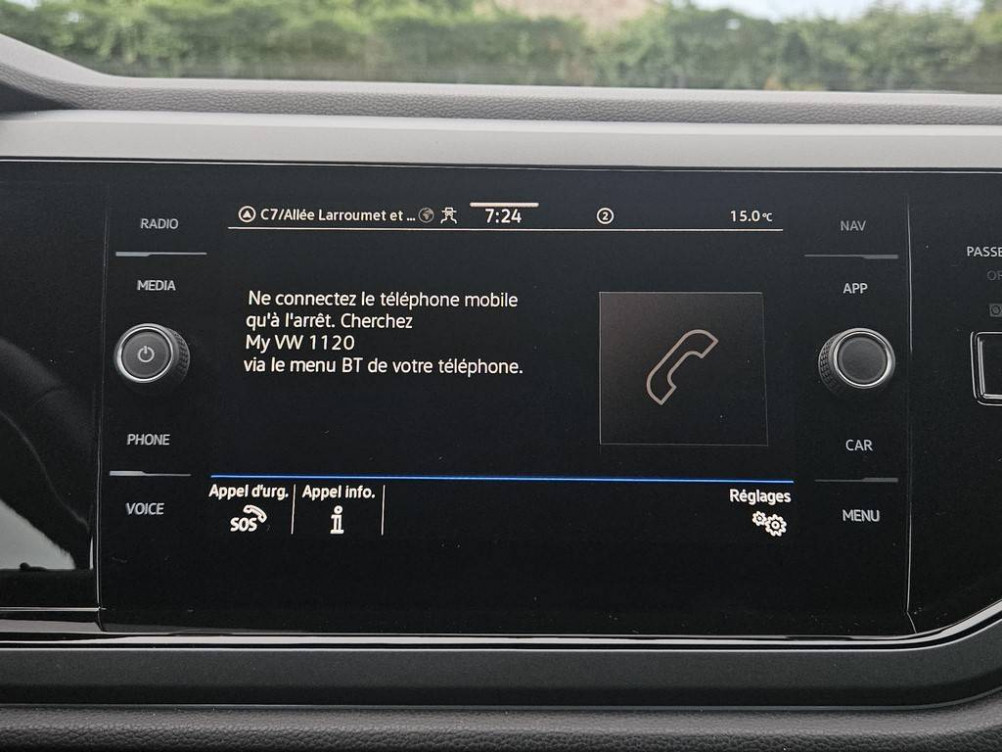 RADIO
MEDIA
PHONE
VOICE
C7/Allée Larroumet et ... 7:24 2 15.0°C
Ne connectez le téléphone mobile
qu'à l'arrêt. Cherchez
My VW 1120
via le menu BT de votre téléphone.
Appel d'urg. Appel info. Réglages
SOS i
NAV
APP
CAR
MENU
PASSE